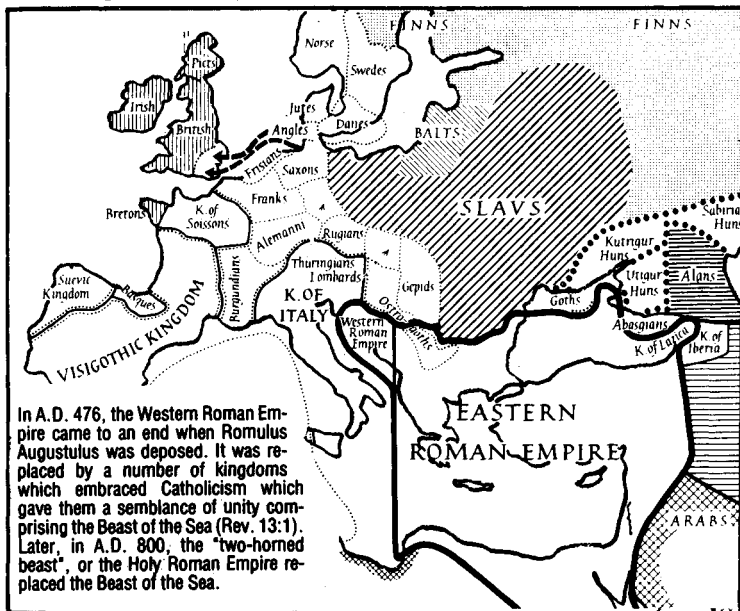 FINNS
FINNS
Norse
Swedes
Picts
Irish
British
Jutes
Angles
Danes
BALTS
Frisians
Saxons
SLAVS
Franks
Bretons
K. of
Soissons
A
Alemanni
Rugians
A
Sabirian
Huns
Kutrigur
Huns
Utigur
Huns
Alans
Thuringians
Lombards
Gepids
Goths
Suevic
Kingdom
Basques
Burgundians
K. OF
ITALY
Ostrogoths
Abasgians
K of Lazica
K of
Iberia
VISIGOTHIC KINGDOM
Western
Roman
Empire
EASTERN
ROMAN EMPIRE
ARABS
In A.D. 476, the Western Roman Em-
pire came to an end when Romulus
Augustulus was deposed. It was re-
placed by a number of kingdoms
which embraced Catholicism which
gave them a semblance of unity com-
prising the Beast of the Sea (Rev. 13:1).
Later, in A.D. 800, the "two-horned
beast", or the Holy Roman Empire re-
placed the Beast of the Sea.